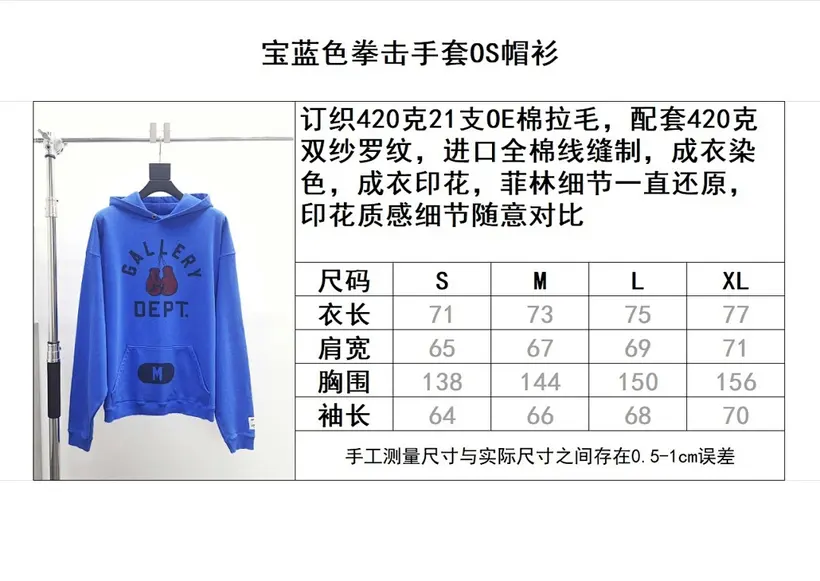 宝蓝色拳击手套OS帽衫
订织420克21支OE棉拉毛，配套420克
双纱罗纹，进口全棉线缝制，成衣染
色，成衣印花，菲林细节一直还原，
印花质感细节随意对比
GALLERY
DEPT.
M
尺码 S M L XL
衣长 71 73 75 77
肩宽 65 67 69 71
胸围 138 144 150 156
袖长 64 66 68 70
手工测量尺寸与实际尺寸之间存在0.5-1cm误差